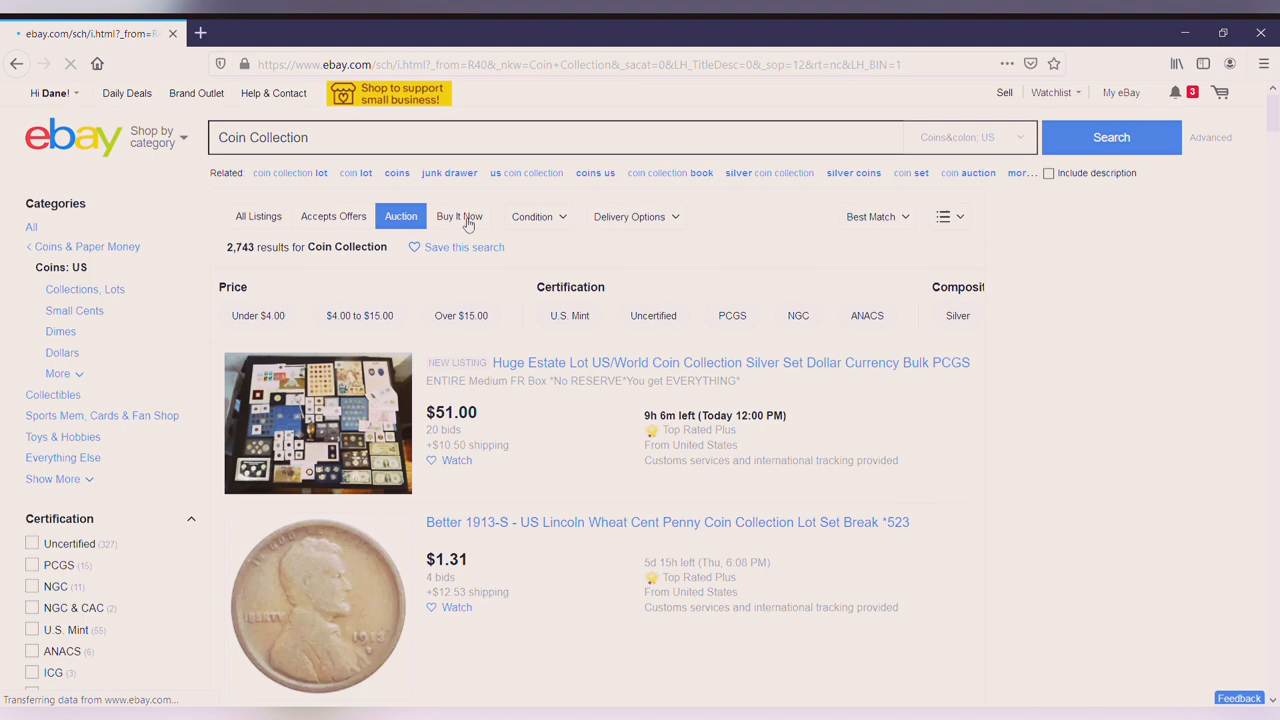 ebay.com/sch/i.html?_from=R
https://www.ebay.com/sch/i.html?_from=R40&_nkw=Coin+Collection&_sacat=0&LH_TitleDesc=0&_sop=12&rt=nc&LH_BIN=1
Hi Dane! Daily Deals Brand Outlet Help & Contact Shop to support small business! Sell Watchlist My eBay 3
ebay Shop by category Coin Collection Coins&colon; US Search Advanced
Related: coin collection lot coin lot coins junk drawer us coin collection coins us coin collection book silver coin collection silver coins coin set coin auction mor... Include description
Categories
All Listings Accepts Offers Auction Buy It Now Condition Delivery Options Best Match
All
< Coins & Paper Money
2,743 results for Coin Collection Save this search
Coins: US
Collections, Lots
Small Cents
Dimes
Dollars
More
Collectibles
Sports Mem, Cards & Fan Shop
Toys & Hobbies
Everything Else
Show More
Certification
Uncertified (327)
PCGS (15)
NGC (11)
NGC & CAC (2)
U.S. Mint (55)
ANACS (6)
ICG (3)
Price Certification Composit
Under $4.00 $4.00 to $15.00 Over $15.00 U.S. Mint Uncertified PCGS NGC ANACS Silver
NEW LISTING Huge Estate Lot US/World Coin Collection Silver Set Dollar Currency Bulk PCGS
ENTIRE Medium FR Box *No RESERVE*You get EVERYTHING*
$51.00 9h 6m left (Today 12:00 PM)
20 bids Top Rated Plus
+$10.50 shipping From United States
Watch Customs services and international tracking provided
Better 1913-S - US Lincoln Wheat Cent Penny Coin Collection Lot Set Break *523
$1.31 5d 15h left (Thu, 6:08 PM)
4 bids Top Rated Plus
+$12.53 shipping From United States
Watch Customs services and international tracking provided
LIBERTY 1913
Transferring data from www.ebay.com...
Feedback